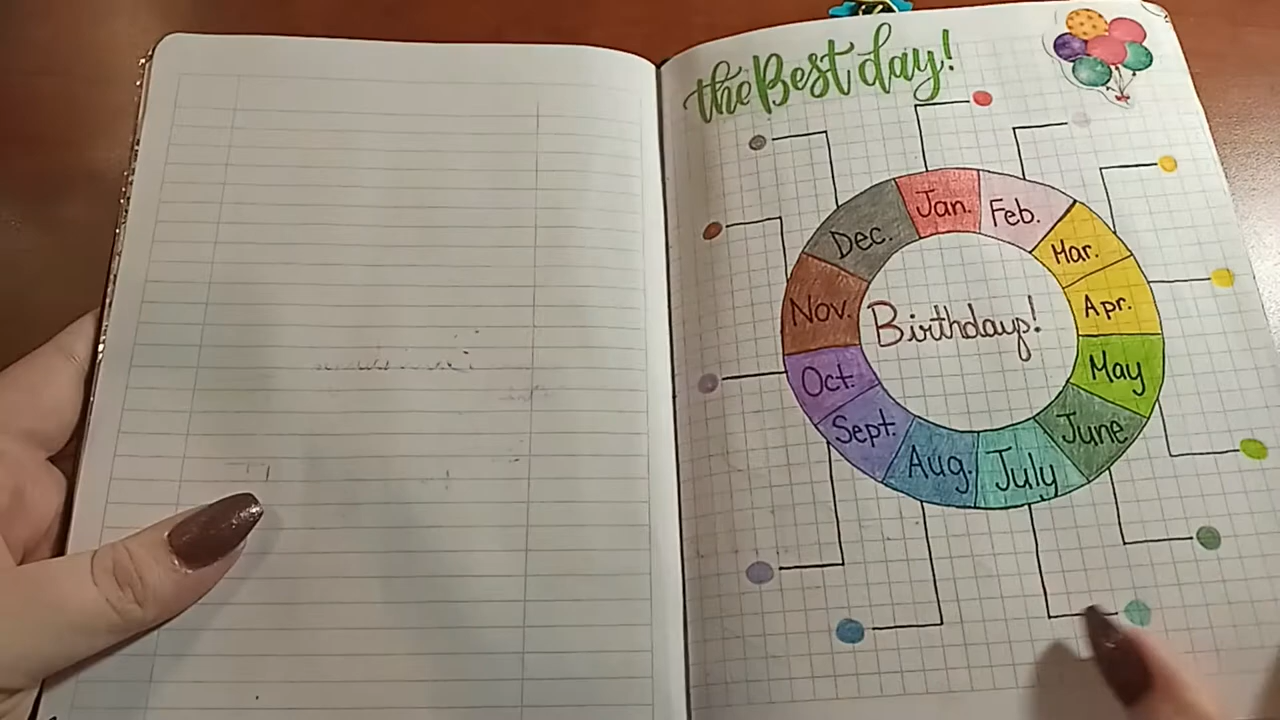 the Best day!
Jan.
Feb.
Mar.
Apr.
May
June
July
Aug.
Sept.
Oct.
Nov.
Dec.
Birthdays!